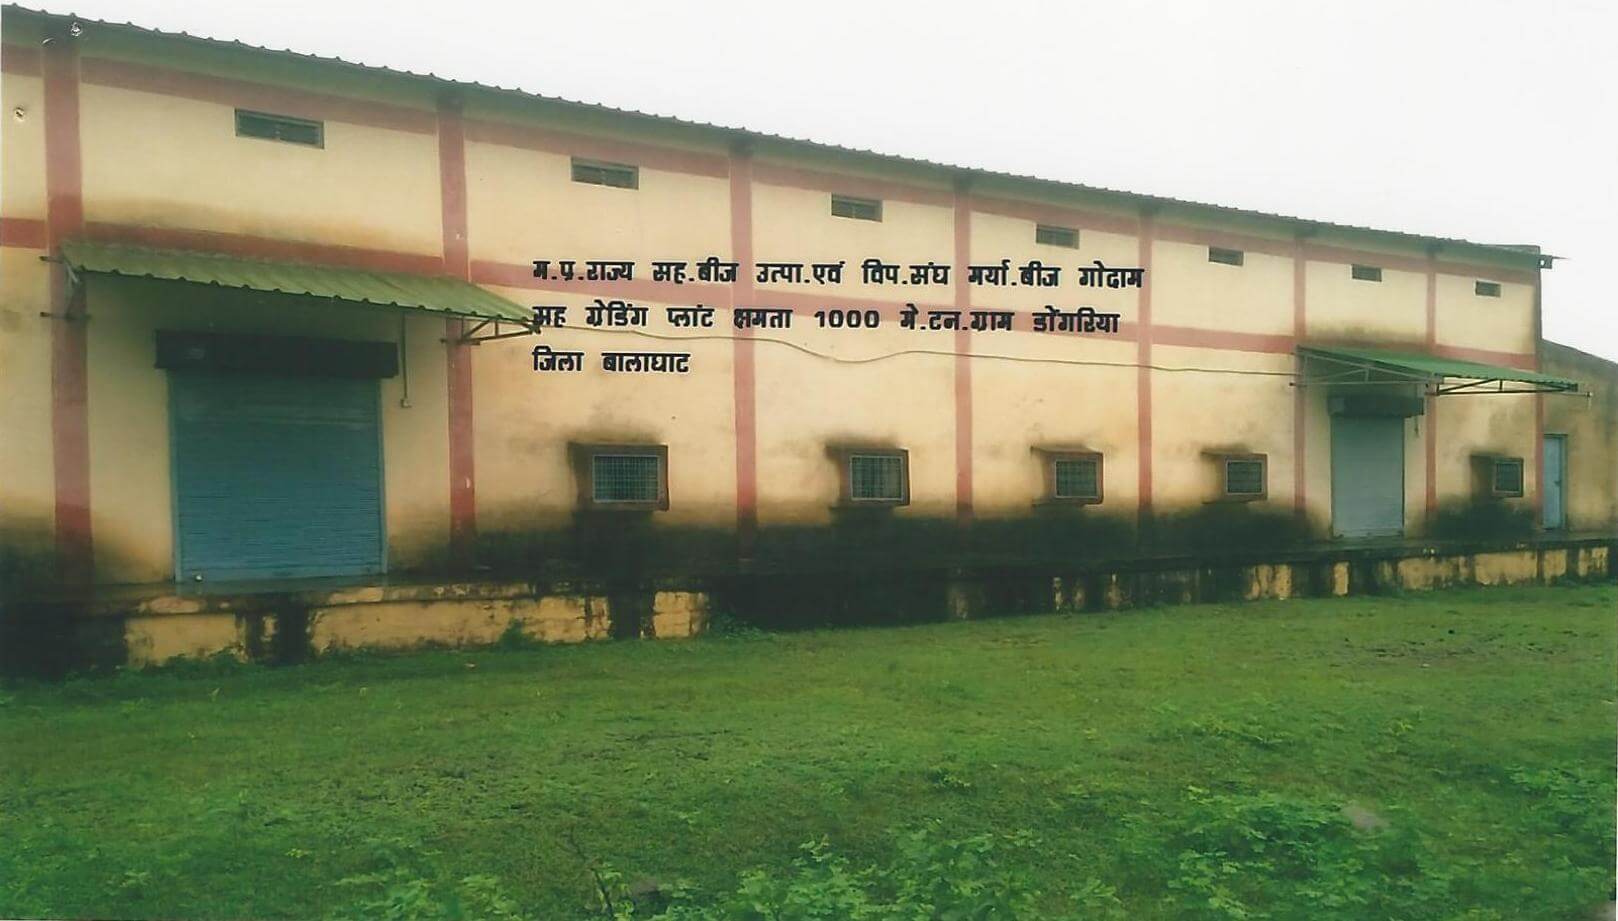 म.प्र.राज्य सह.बीज उत्पा.एवं विप.संघ मर्या.बीज गोदाम
सह ग्रेडिंग प्लांट क्षमता 1000 मे.टन.ग्राम डोंगरिया
जिला बालाघाट